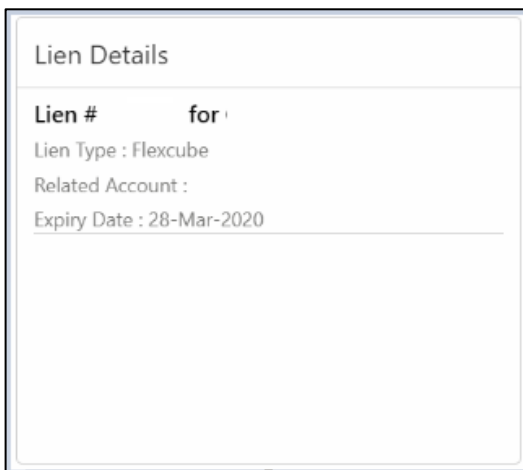 Lien Details
Lien # for
Lien Type : Flexcube
Related Account :
Expiry Date : 28-Mar-2020